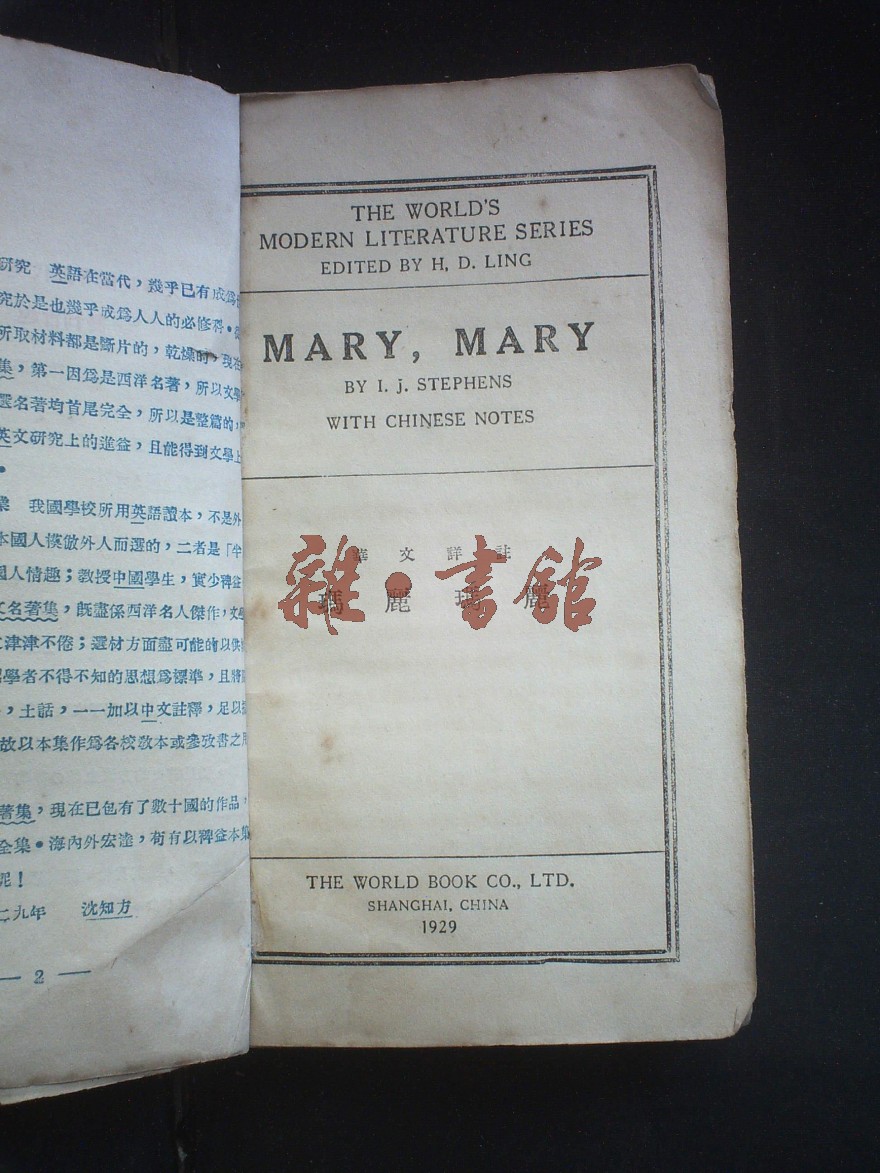 研究 英語在當代，幾乎已有成爲
究於是也幾乎成爲人人的必修科。
所取材料都是斷片的，乾燥的，現在
集，第一因爲是西洋名著，所以文學
選名著均首尾完全，所以是整篇的，
英文研究上的進益，且能得到文學上
。
我國學校所用英語讀本，不是外
本國人摸倣外人而選的，二者是「牛
國人情趣；教授中國學生，實少裨益
文名著集，既盡係西洋名人傑作，文學
津津不倦；選材方面盡可能的以供
學者不得不知的思想爲標準，且將
，土話，一一加以中文註釋，足以
故以本集作爲各校教本或參攷書之用
著集，現在已包有了數十國的作品，
全集。海內外宏達，苟有以裨益本集
呢！
二九年 沈知方
— 2 —
THE WORLD'S
MODERN LITERATURE SERIES
EDITED BY H. D. LING
MARY, MARY
BY I. j. STEPHENS
WITH CHINESE NOTES
華文詳註
瑪麗瑪麗
雜·書館
THE WORLD BOOK CO., LTD.
SHANGHAI, CHINA
1929